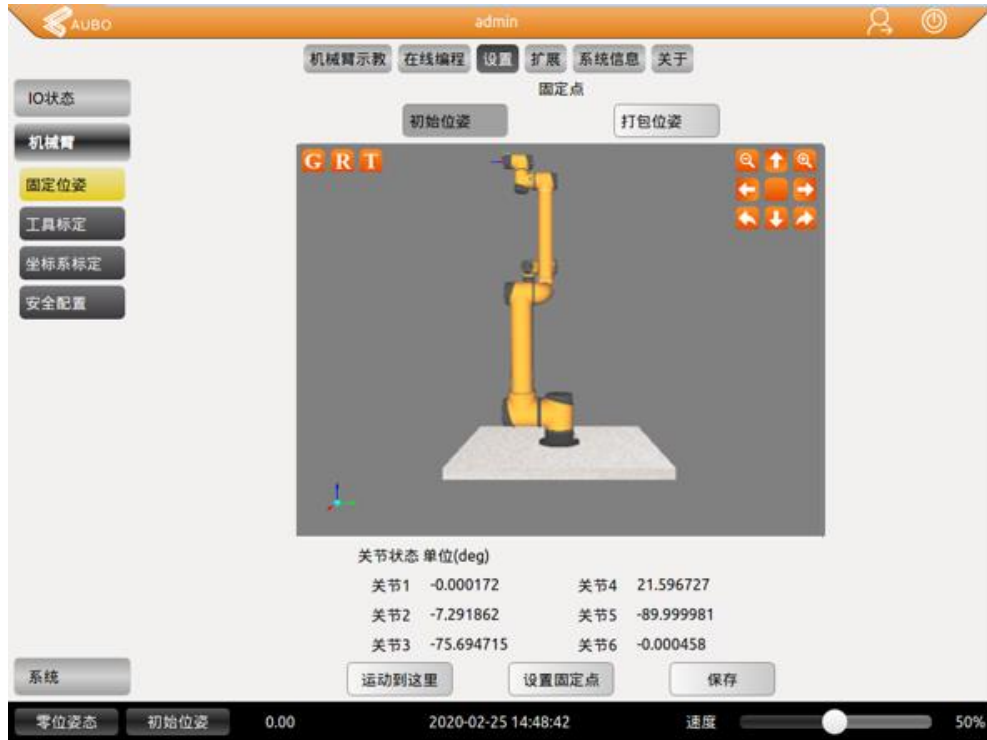 AUBO
admin
机械臂示教 在线编程 设置 扩展 系统信息 关于
固定点
IO状态
初始位姿 打包位姿
机械臂
G R T
固定位姿
工具标定
坐标系标定
安全配置
关节状态 单位(deg)
关节1 -0.000172 关节4 21.596727
关节2 -7.291862 关节5 -89.999981
关节3 -75.694715 关节6 -0.000458
系统
运动到这里 设置固定点 保存
零位姿态 初始位姿 0.00 2020-02-25 14:48:42 速度 50%